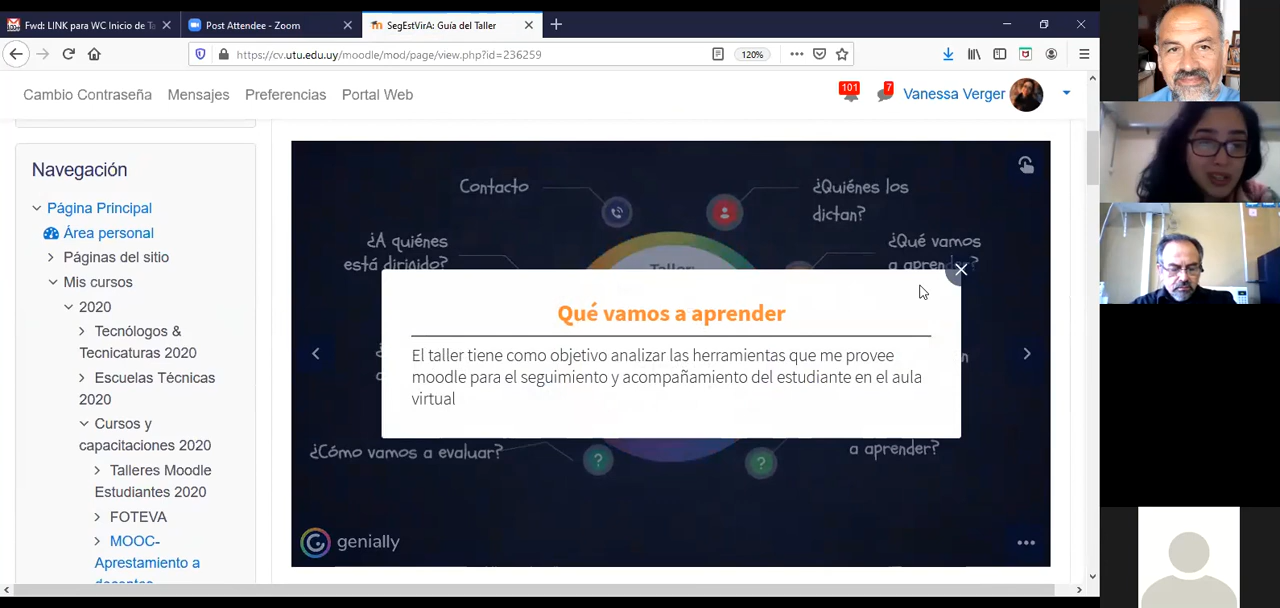 Fwd: LINK para WC Inicio de Ta
Post Attendee - Zoom
SegEstVirA: Guía del Taller
https://cv.utu.edu.uy/moodle/mod/page/view.php?id=236259
120%
Cambio Contraseña
Mensajes
Preferencias
Portal Web
101
7
Vanessa Verger
Navegación
Página Principal
Área personal
Páginas del sitio
Mis cursos
2020
Tecnólogos &
Tecnicaturas 2020
Escuelas Técnicas
2020
Cursos y
capacitaciones 2020
Talleres Moodle
Estudiantes 2020
FOTEVA
MOOC-
Aprestamiento a
docentes
Contacto
¿Quiénes los
dictan?
¿A quiénes
está dirigido?
¿Qué vamos
a aprender?
Taller:
Qué vamos a aprender
El taller tiene como objetivo analizar las herramientas que me provee
moodle para el seguimiento y acompañamiento del estudiante en el aula
virtual
¿Cómo vamos a evaluar?
?
?
a aprender?
genially